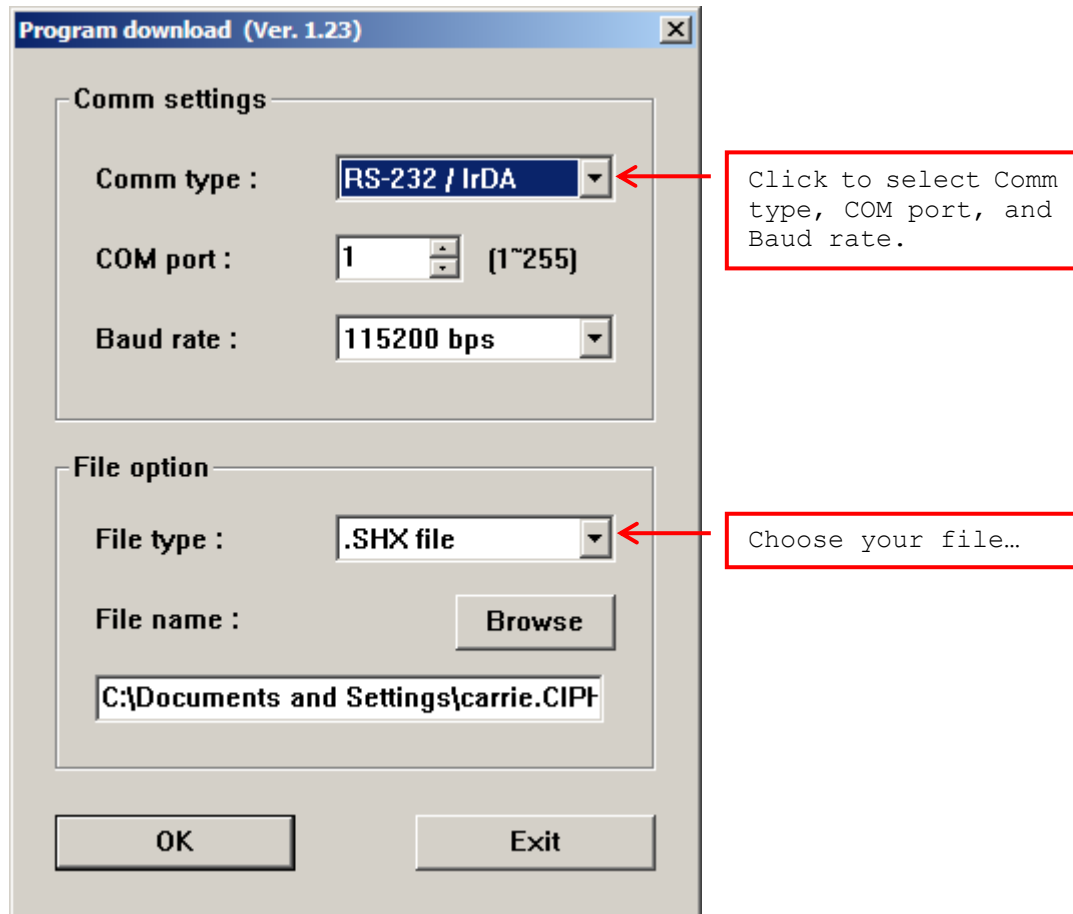 Program download (Ver. 1.23)
Comm settings
Comm type :
RS-232 / IrDA
Click to select Comm
type, COM port, and
Baud rate.
COM port :
1
(1~255)
Baud rate :
115200 bps
File option
File type :
.SHX file
Choose your file…
File name :
Browse
C:\Documents and Settings\carrie.CIPH
OK
Exit